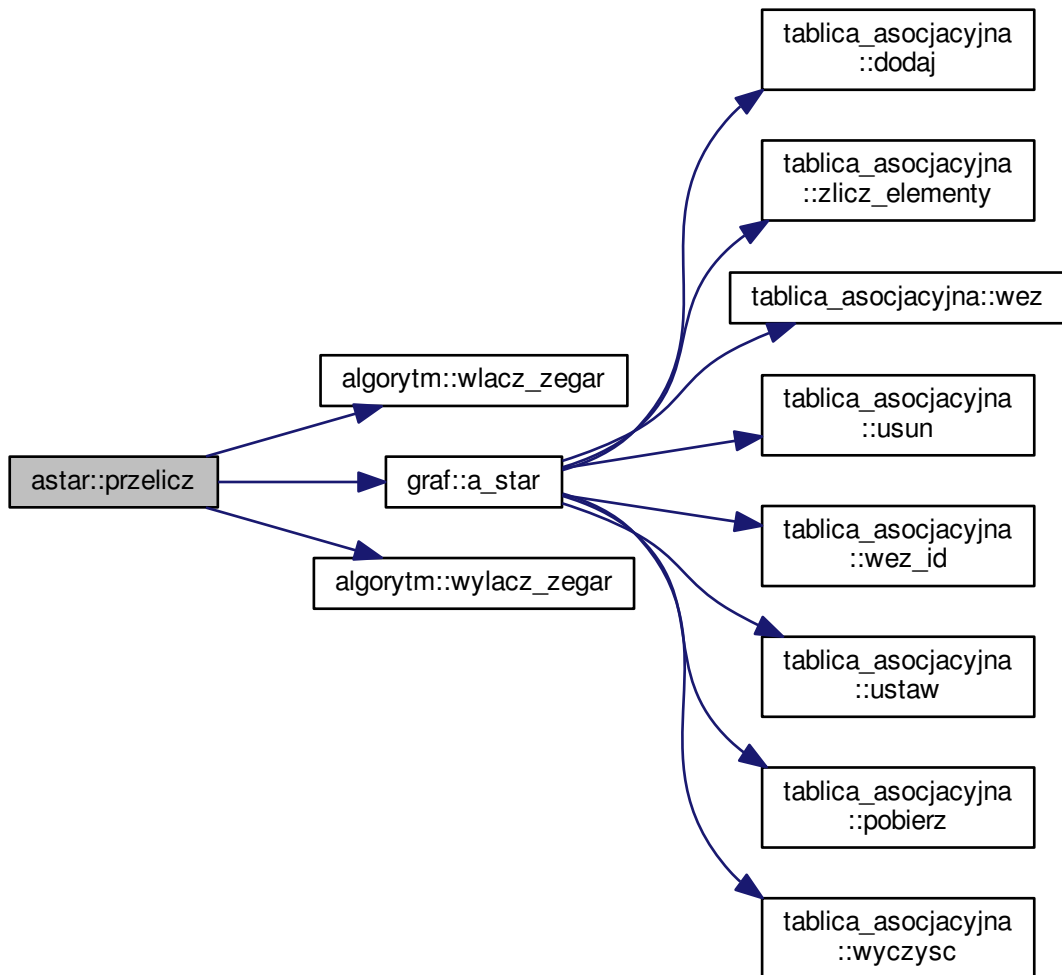 tablica_asocjacyjna
::dodaj
tablica_asocjacyjna
::zlicz_elementy
tablica_asocjacyjna::wez
algorytm::wlacz_zegar
tablica_asocjacyjna
::usun
astar::przelicz
graf::a_star
tablica_asocjacyjna
::wez_id
algorytm::wylacz_zegar
tablica_asocjacyjna
::ustaw
tablica_asocjacyjna
::pobierz
tablica_asocjacyjna
::wyczysc